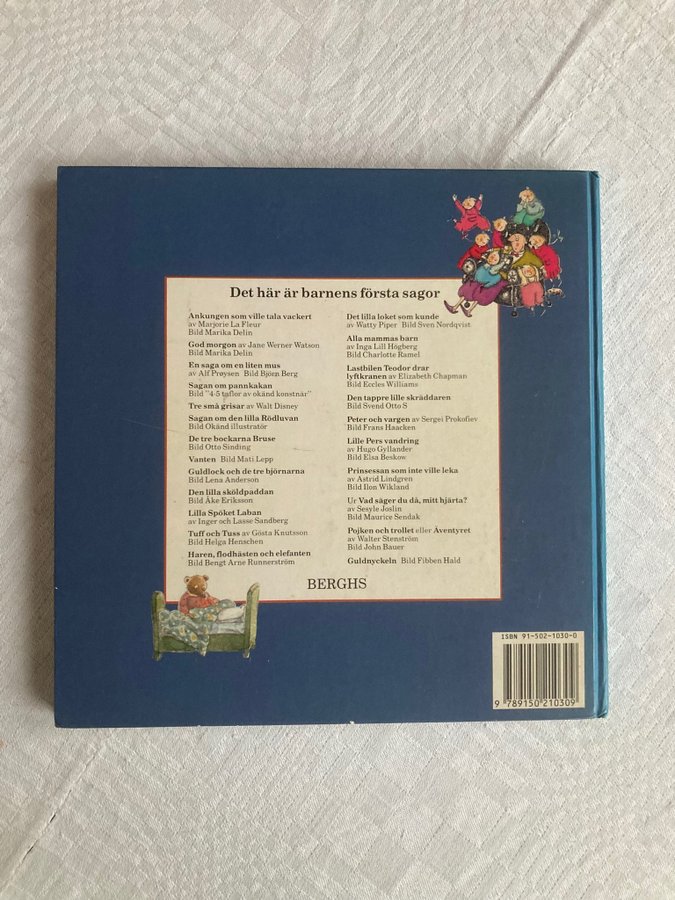 Det här är barnens första sagor
Ankungen som ville tala vackert
av Marjorie La Fleur
Bild Marika Delin
God morgon av Jane Werner Watson
Bild Marika Delin
En saga om en liten mus
av Alf Prøysen Bild Björn Berg
Sagan om pannkakan
Bild "4-5 taflor av okänd konstnär"
Tre små grisar av Walt Disney
Sagan om den lilla Rödluvan
Bild Okänd illustratör
De tre bockarna Bruse
Bild Otto Sinding
Vanten Bild Mati Lepp
Guldlock och de tre björnarna
Bild Lena Anderson
Den lilla sköldpaddan
Bild Åke Eriksson
Lilla Spöket Laban
av Inger och Lasse Sandberg
Tuff och Tuss av Gösta Knutsson
Bild Helga Henschen
Haren, flodhästen och elefanten
Bild Bengt Arne Runnerström
Det lilla loket som kunde
av Watty Piper Bild Sven Nordqvist
Alla mammas barn
av Inga Lill Högberg
Bild Charlotte Ramel
Lastbilen Teodor drar
lyftkranen av Elizabeth Chapman
Bild Eccles Williams
Den tappre lille skräddaren
Bild Svend Otto S
Peter och vargen av Sergei Prokofiev
Bild Frans Haacken
Lille Pers vandring
av Hugo Gyllander
Bild Elsa Beskow
Prinsessan som inte ville leka
av Astrid Lindgren
Bild Ilon Wikland
Ur Vad säger du då, mitt hjärta?
av Sesyle Joslin
Bild Maurice Sendak
Pojken och trollet eller Äventyret
av Walter Stenström
Bild John Bauer
Guldnyckeln Bild Fibben Hald
BERGHS
ISBN 91-502-1030-0
9 789150 210309